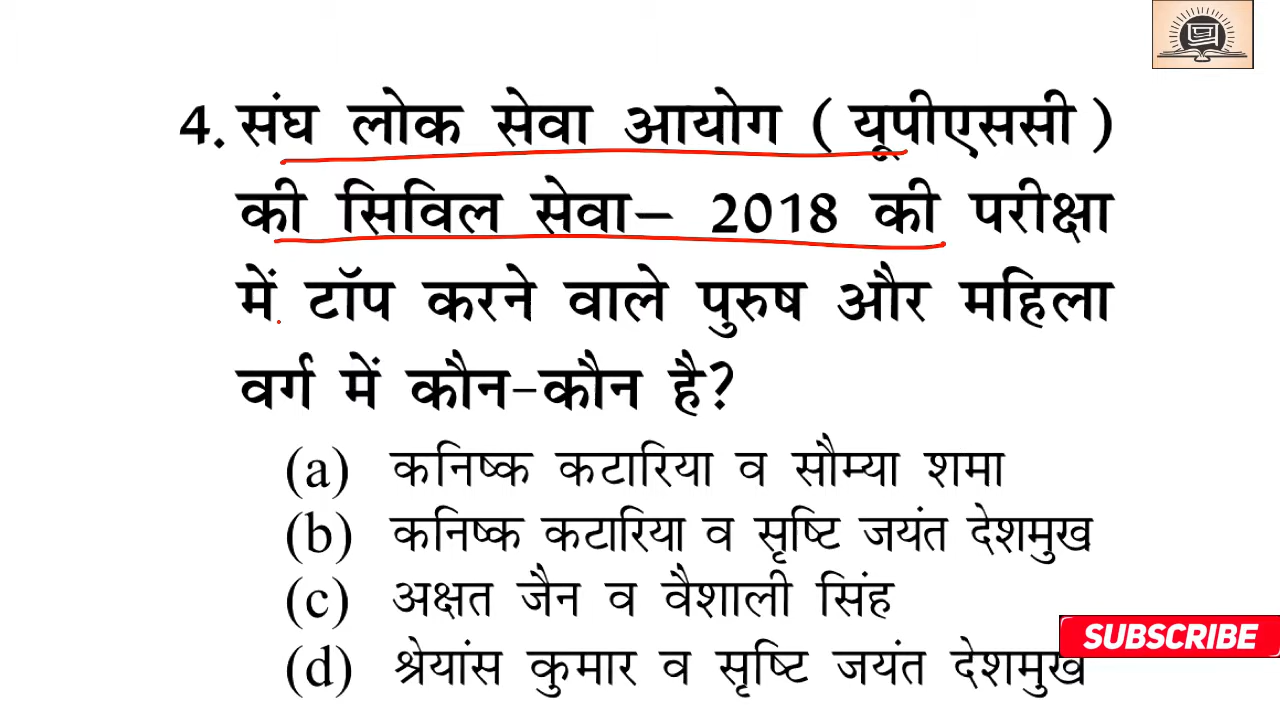 4. संघ लोक सेवा आयोग ( यूपीएससी )
की सिविल सेवा– 2018 की परीक्षा
में टॉप करने वाले पुरुष और महिला
वर्ग में कौन-कौन है?
(a) कनिष्क कटारिया व सौम्या शमा
(b) कनिष्क कटारिया व सृष्टि जयंत देशमुख
(c) अक्षत जैन व वैशाली सिंह
SUBSCRIBE
(d) श्रेयांस कुमार व सृष्टि जयंत देशमुख